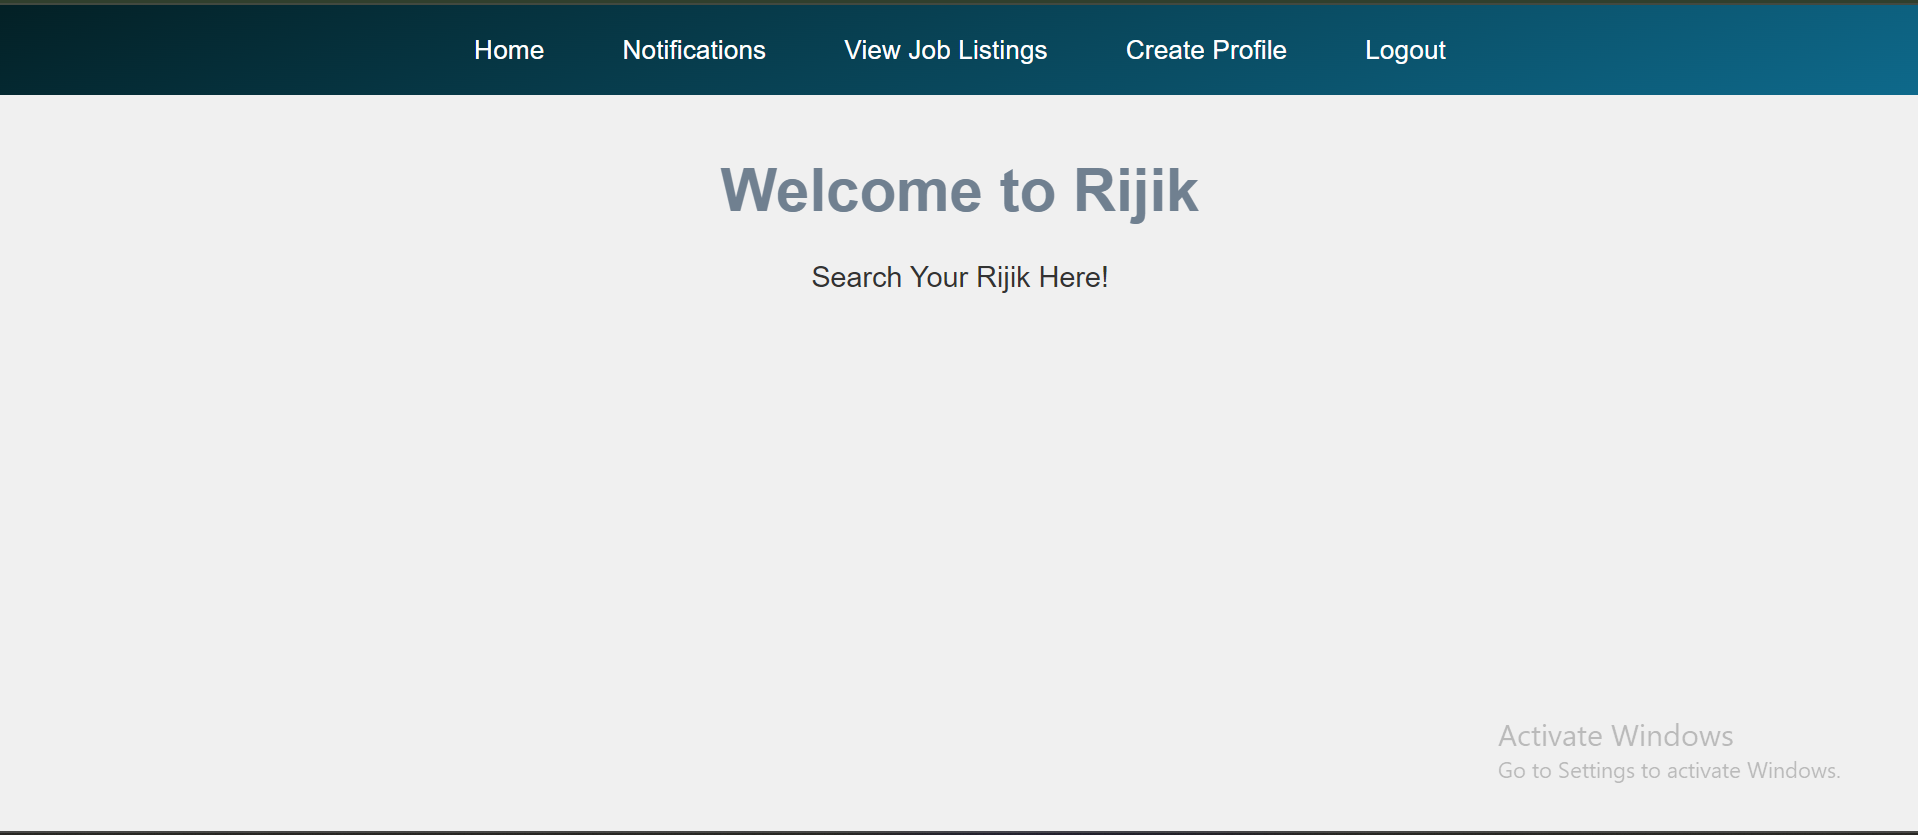 Home Notifications View Job Listings Create Profile Logout
Welcome to Rijik
Search Your Rijik Here!
Activate Windows
Go to Settings to activate Windows.